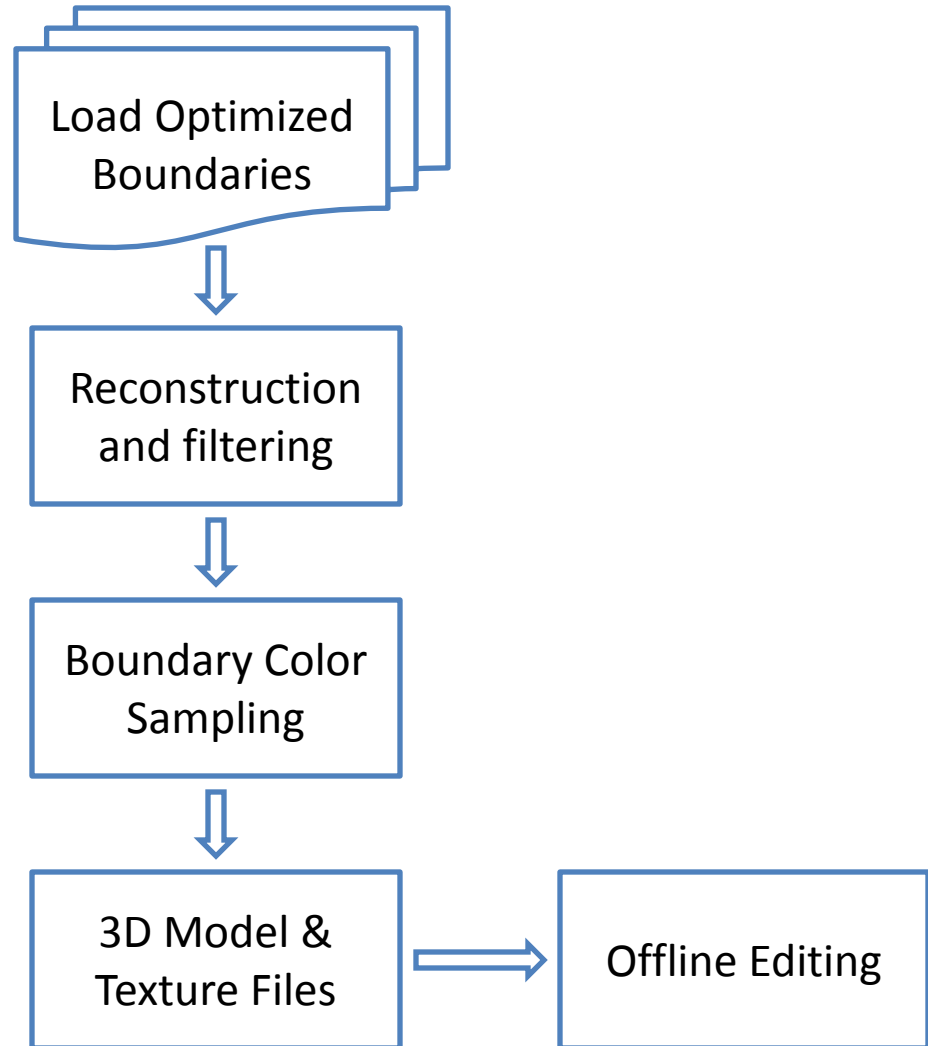 Load Optimized
Boundaries
Reconstruction
and filtering
Boundary Color
Sampling
3D Model &
Texture Files
Offline Editing